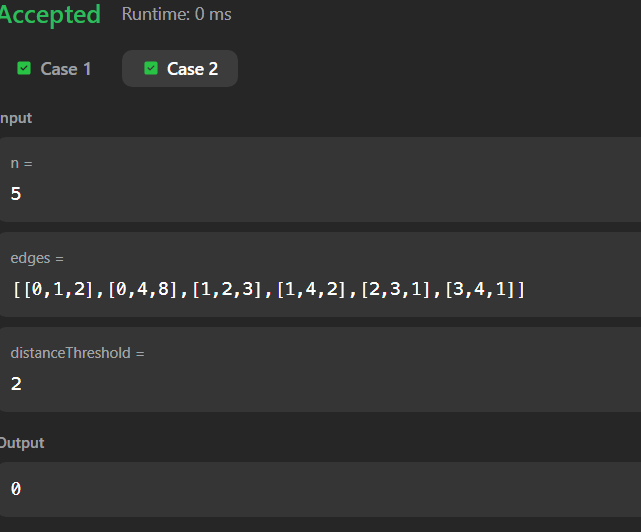 Accepted Runtime: 0 ms
Case 1 Case 2
nput
n =
5
edges =
[[0,1,2],[0,4,8],[1,2,3],[1,4,2],[2,3,1],[3,4,1]]
distanceThreshold =
2
Output
0